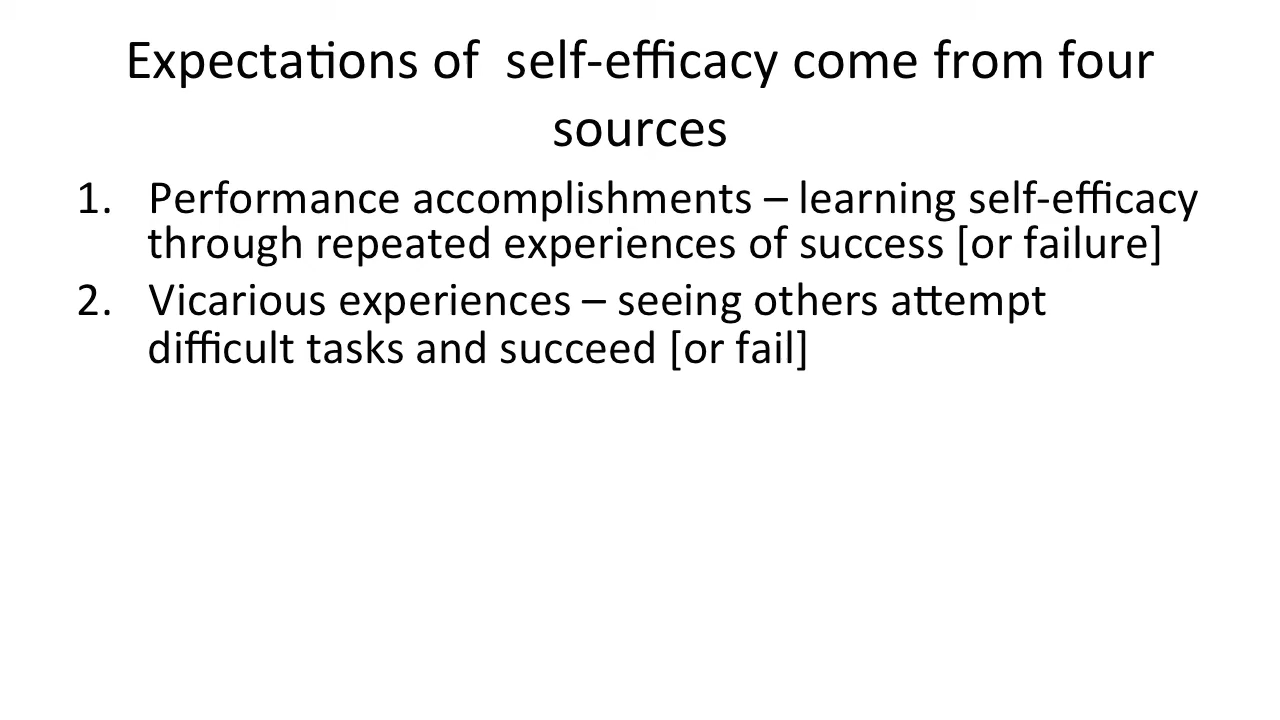 Expectations of  self-efficacy come from four
sources
1. Performance accomplishments – learning self-efficacy
through repeated experiences of success [or failure]
2. Vicarious experiences – seeing others attempt
difficult tasks and succeed [or fail]